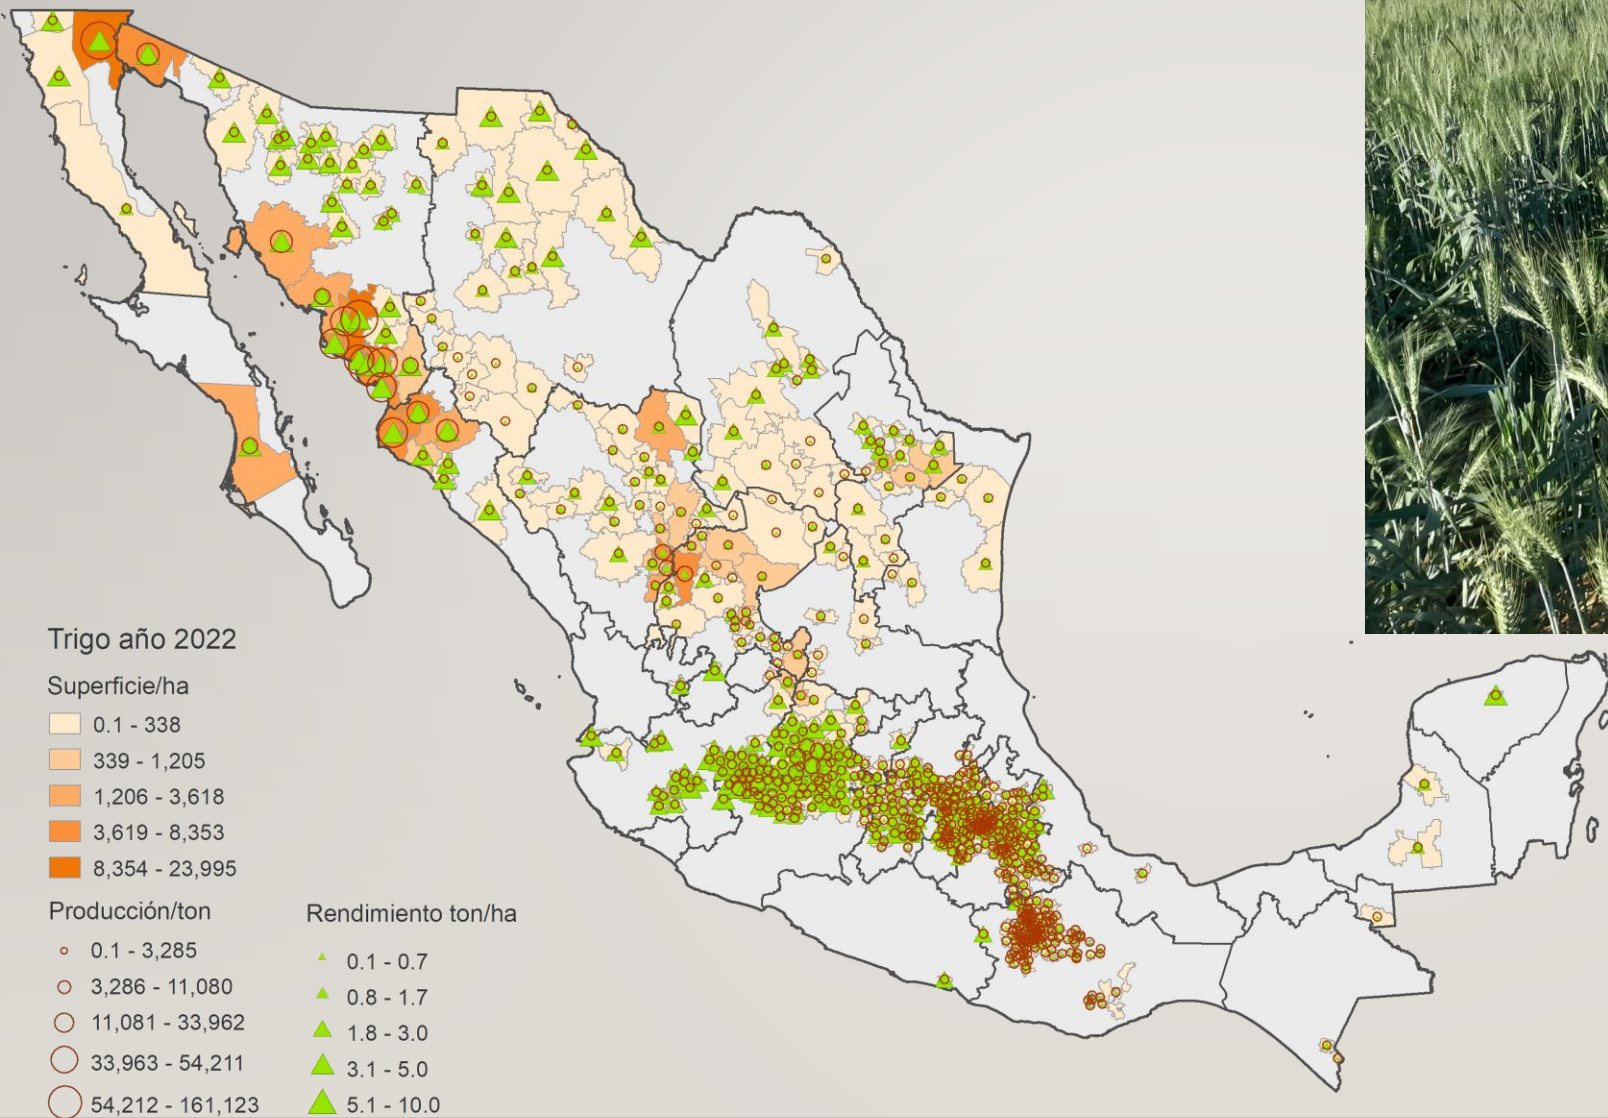 Trigo año 2022
Superficie/ha
0.1 - 338
339 - 1,205
1,206 - 3,618
3,619 - 8,353
8,354 - 23,995
Producción/ton
0.1 - 3,285
3,286 - 11,080
11,081 - 33,962
33,963 - 54,211
54,212 - 161,123
Rendimiento ton/ha
0.1 - 0.7
0.8 - 1.7
1.8 - 3.0
3.1 - 5.0
5.1 - 10.0